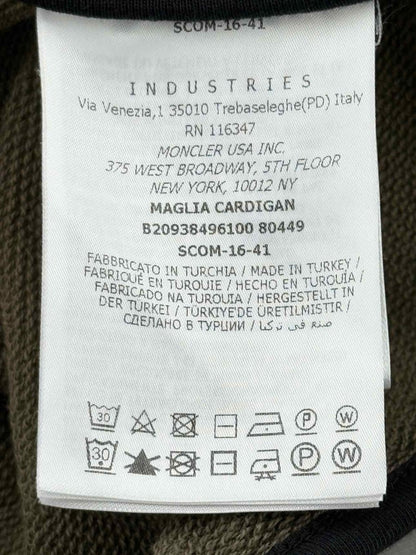 SCOM-16-41
INDUSTRIES
Via Venezia,1 35010 Trebaseleghe(PD) Italy
RN 116347
MONCLER USA INC.
375 WEST BROADWAY, 5TH FLOOR
NEW YORK, 10012 NY
MAGLIA CARDIGAN
B20938496100 80449
SCOM-16-41
FABBRICATO IN TURCHIA / MADE IN TURKEY /
FABRIQUÉ EN TURQUIE / HECHO EN TURQUÍA /
FABRICADO NA TURQUIA / HERGESTELLT IN
DER TÜRKEI / TÜRKİYE'DE ÜRETILMISTIR /
СДЕЛАНО В ТУРЦИИ / صنع في تركيا
30 P W
30 P W